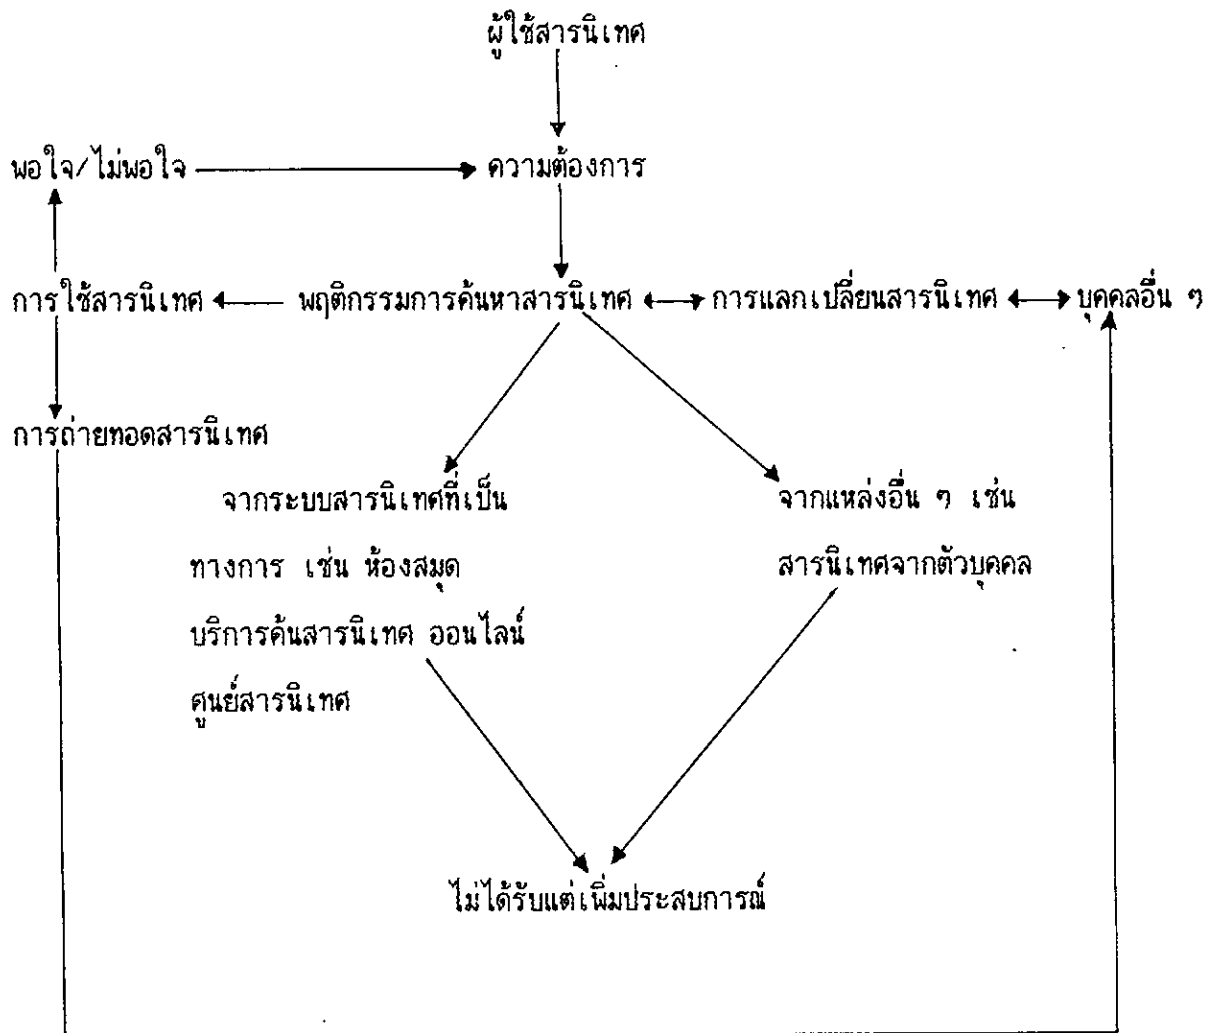 ผู้ใช้สารนิเทศ
พอใจ/ไม่พอใจ
ความต้องการ
การใช้สารนิเทศ
พฤติกรรมการค้นหาสารนิเทศ
การแลกเปลี่ยนสารนิเทศ
บุคคลอื่น ๆ
การถ่ายทอดสารนิเทศ
จากระบบสารนิเทศที่เป็น
ทางการ เช่น ห้องสมุด
บริการค้นสารนิเทศ ออนไลน์
ศูนย์สารนิเทศ
จากแหล่งอื่น ๆ เช่น
สารนิเทศจากตัวบุคคล
ไม่ได้รับแต่เพิ่มประสบการณ์